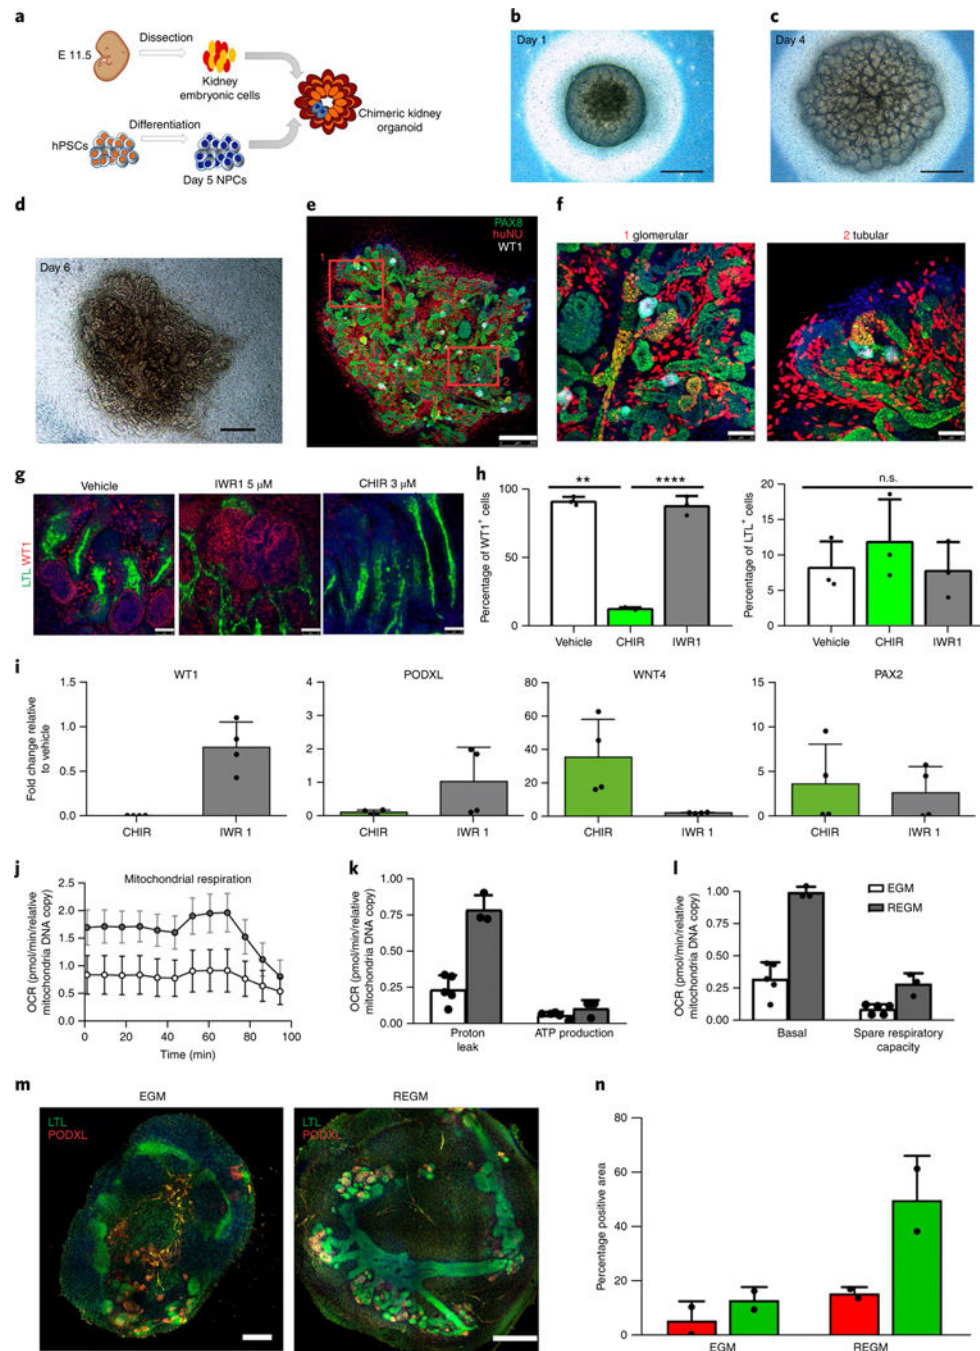 a
E 11.5
Dissection
Kidney
embryonic cells
Chimeric kidney
organoid
hPSCs
Differentiation
Day 5 NPCs
b
Day 1
c
Day 4
d
Day 6
e
PAX8
huNU
WT1
1
2
f
1 glomerular
2 tubular
g
Vehicle
IWR1 5 μM
CHIR 3 μM
LTL WT1
h
Percentage of WT1+ cells
100
50
0
**
****
Vehicle
CHIR
IWR1
Percentage of LTL+ cells
20
15
10
5
0
n.s.
Vehicle
CHIR
IWR1
i
Fold change relative
to vehicle
WT1
1.5
1.0
0.5
0.0
CHIR
IWR 1
PODXL
4
3
2
1
0
CHIR
IWR 1
WNT4
80
60
40
20
0
CHIR
IWR 1
PAX2
15
10
5
0
CHIR
IWR 1
j
Mitochondrial respiration
OCR (pmol/min/relative
mitochondria DNA copy)
2.5
2.0
1.5
1.0
0.5
0.0
0
20
40
60
80
100
Time (min)
k
OCR (pmol/min/relative
mitochondria DNA copy)
1.00
0.75
0.50
0.25
0.00
Proton
leak
ATP production
l
OCR (pmol/min/relative
mitochondria DNA copy)
1.00
0.75
0.50
0.25
0.00
EGM
REGM
Basal
Spare respiratory
capacity
m
EGM
LTL
PODXL
REGM
LTL
PODXL
n
Percentage positive area
80
60
40
20
0
EGM
REGM